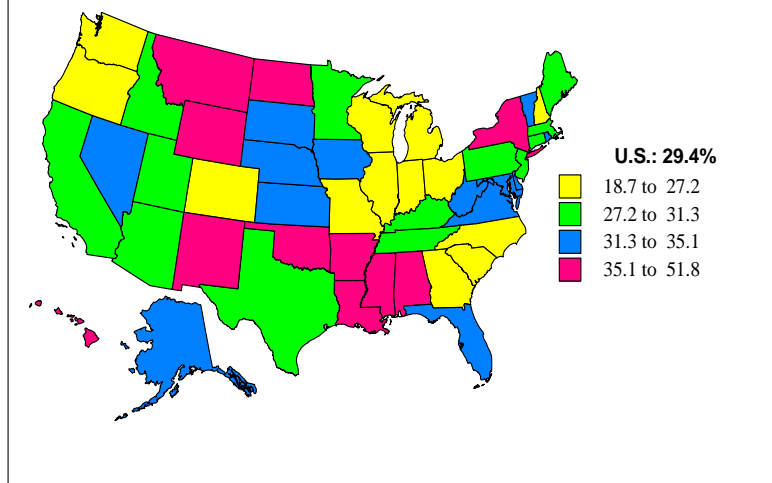 U.S.: 29.4%
18.7 to 27.2
27.2 to 31.3
31.3 to 35.1
35.1 to 51.8